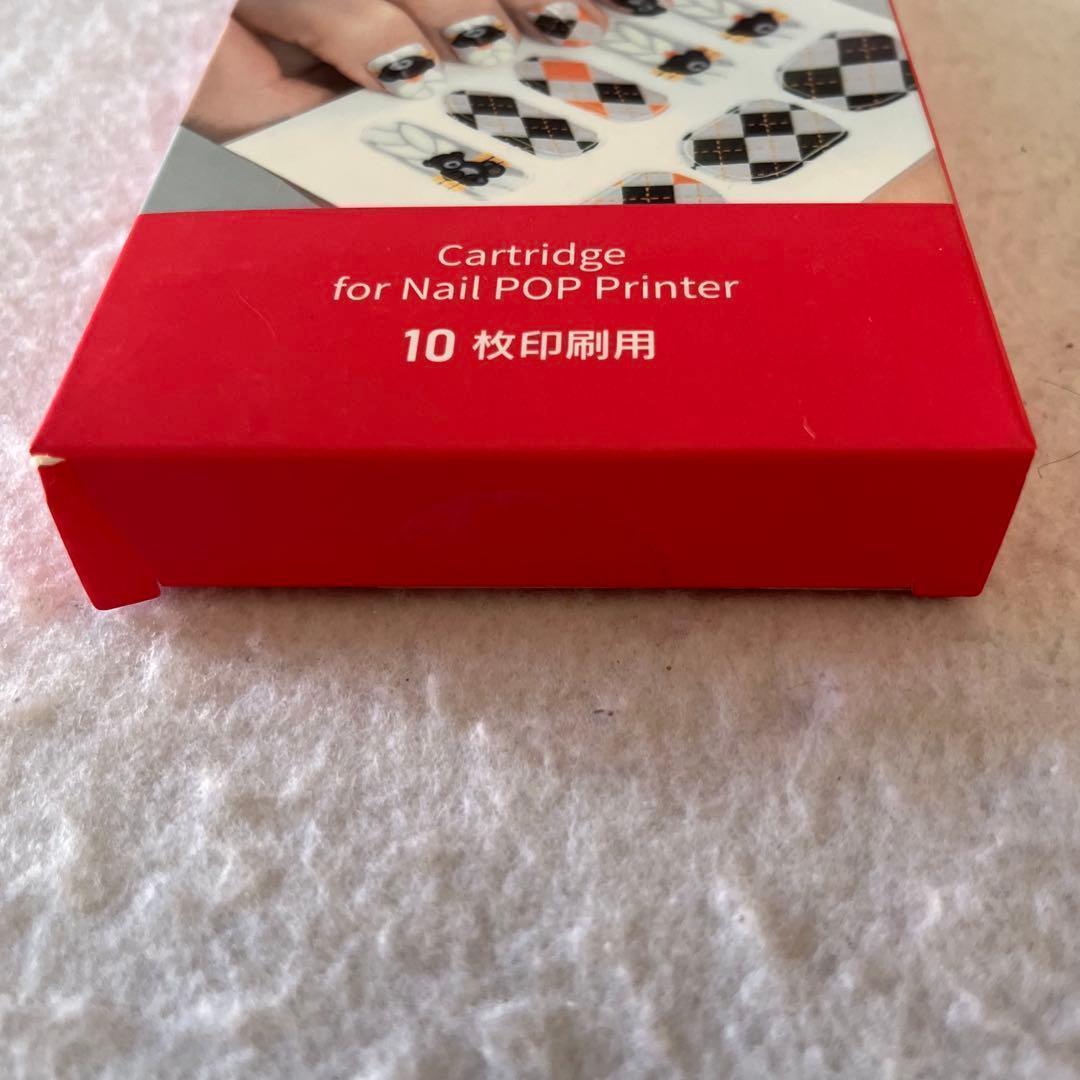 Cartridge
for Nail POP Printer
10 枚印刷用